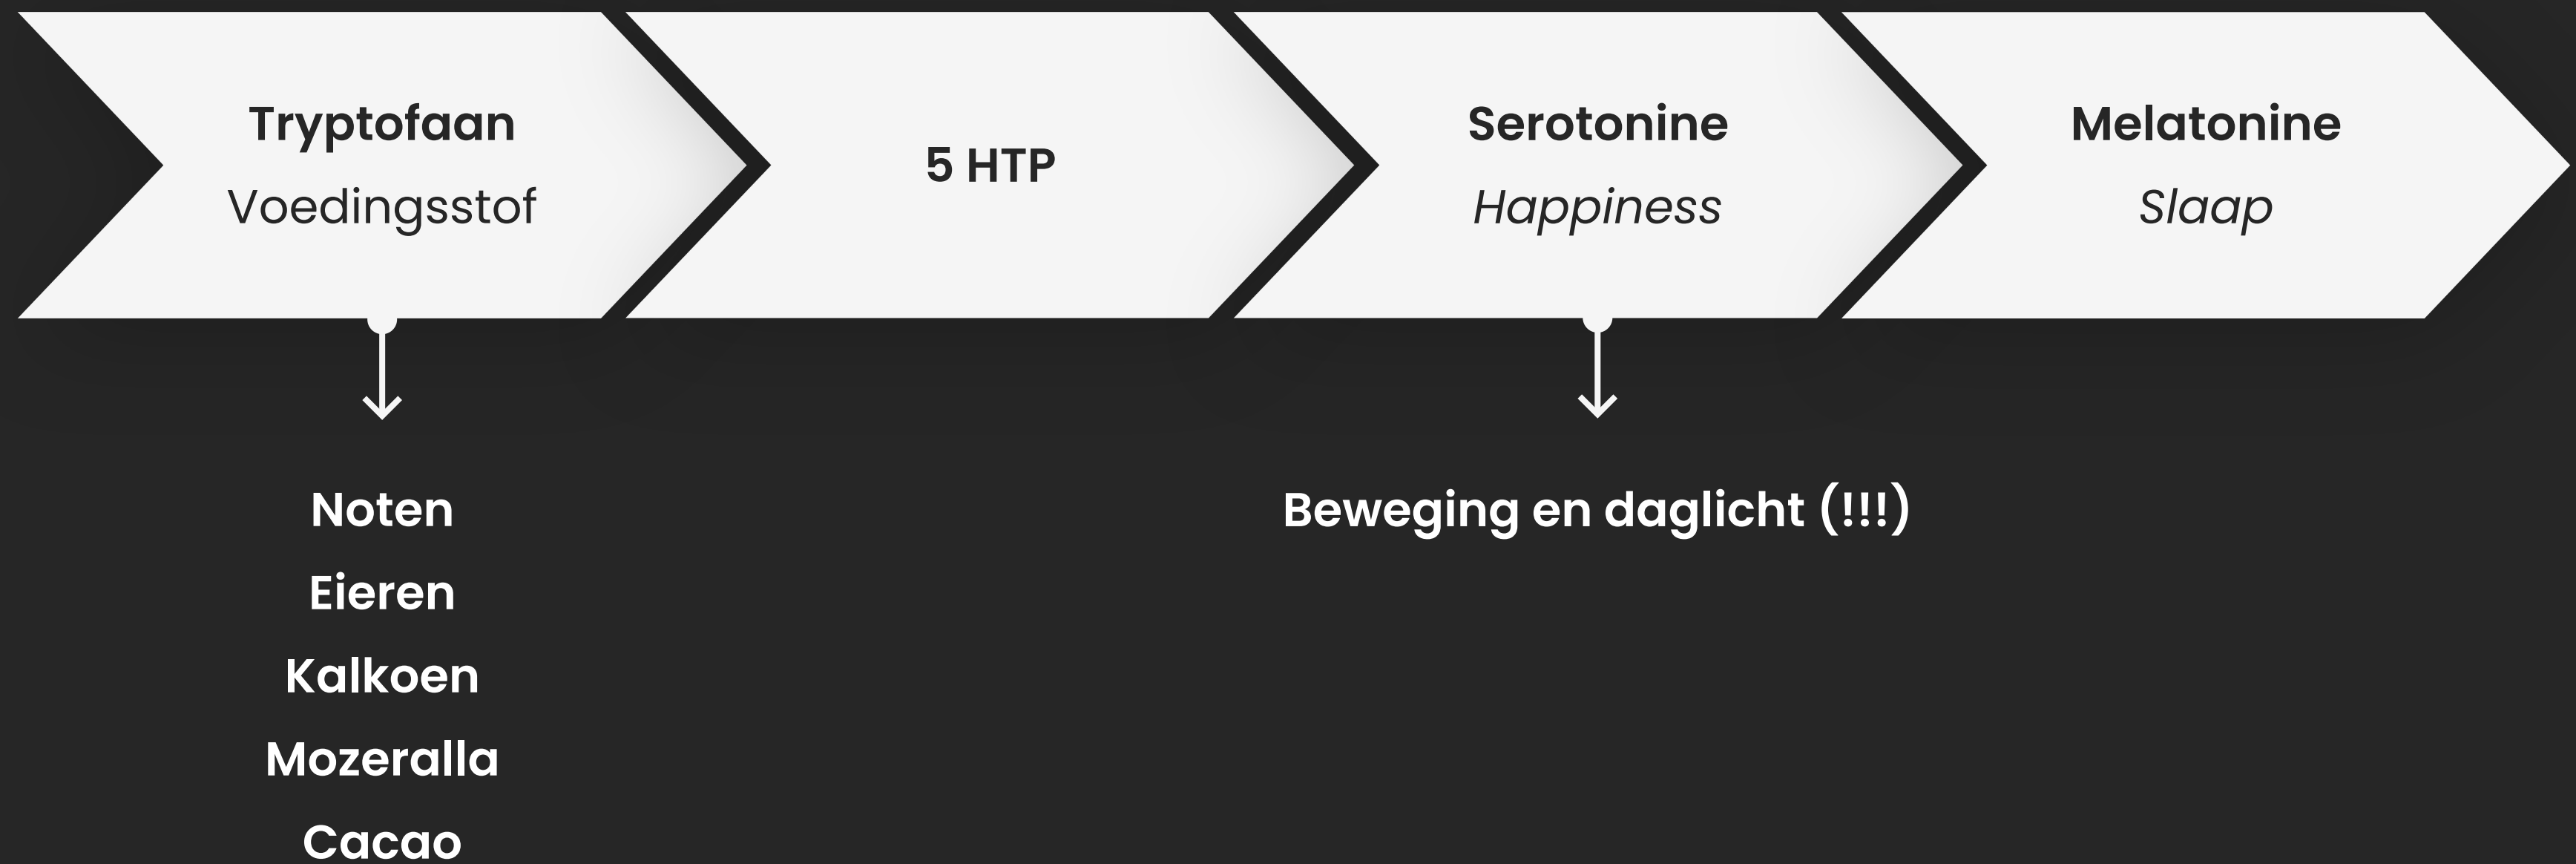 Tryptofaan
Voedingsstof
5 HTP
Serotonine
Happiness
Melatonine
Slaap
Noten
Eieren
Kalkoen
Mozeralla
Cacao
Beweging en daglicht (!!!)